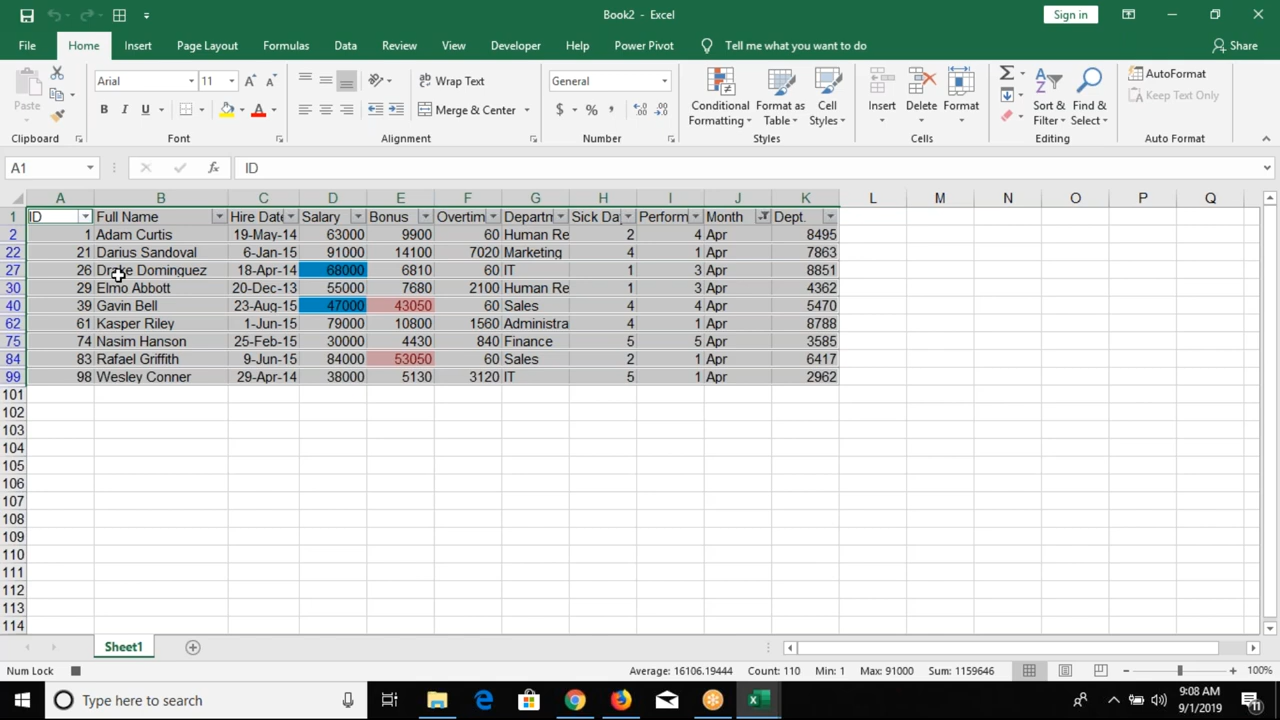 Book2 - Excel
Sign in
File Home Insert Page Layout Formulas Data Review View Developer Help Power Pivot Tell me what you want to do Share
Paste
Arial 11
B I U
Wrap Text
Merge & Center
General
$ % ,
Conditional Formatting
Format as Table
Cell Styles
Insert Delete Format
Sort & Filter
Find & Select
AutoFormat
Keep Text Only
Clipboard Font Alignment Number Styles Cells Editing Auto Format
A1 fx ID
A B C D E F G H I J K L M N O P Q
1 ID Full Name Hire Date Salary Bonus Overtim Departn Sick Da Perform Month Dept.
2 1 Adam Curtis 19-May-14 63000 9900 60 Human Re 2 4 Apr 8495
22 21 Darius Sandoval 6-Jan-15 91000 14100 7020 Marketing 4 1 Apr 7863
27 26 Drake Dominguez 18-Apr-14 68000 6810 60 IT 1 3 Apr 8851
30 29 Elmo Abbott 20-Dec-13 55000 7680 2100 Human Re 1 3 Apr 4362
40 39 Gavin Bell 23-Aug-15 47000 43050 60 Sales 4 4 Apr 5470
62 61 Kasper Riley 1-Jun-15 79000 10800 1560 Administra 4 1 Apr 8788
75 74 Nasim Hanson 25-Feb-15 30000 4430 840 Finance 5 5 Apr 3585
84 83 Rafael Griffith 9-Jun-15 84000 53050 60 Sales 2 1 Apr 6417
99 98 Wesley Conner 29-Apr-14 38000 5130 3120 IT 5 1 Apr 2962
101
102
103
104
105
106
107
108
109
110
111
112
113
114
Sheet1
Num Lock Average: 16106.19444 Count: 110 Min: 1 Max: 91000 Sum: 1159646 100%
Type here to search
9:08 AM
9/1/2019
11